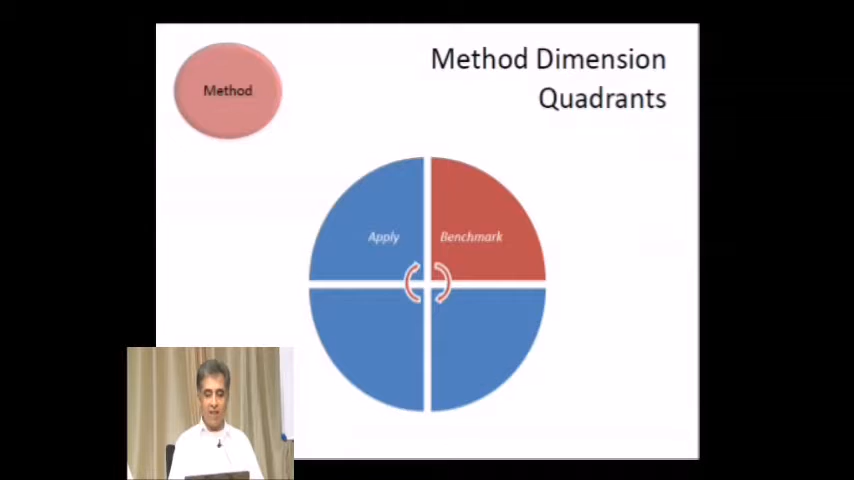 Method
Method Dimension
Quadrants
Apply
Benchmark